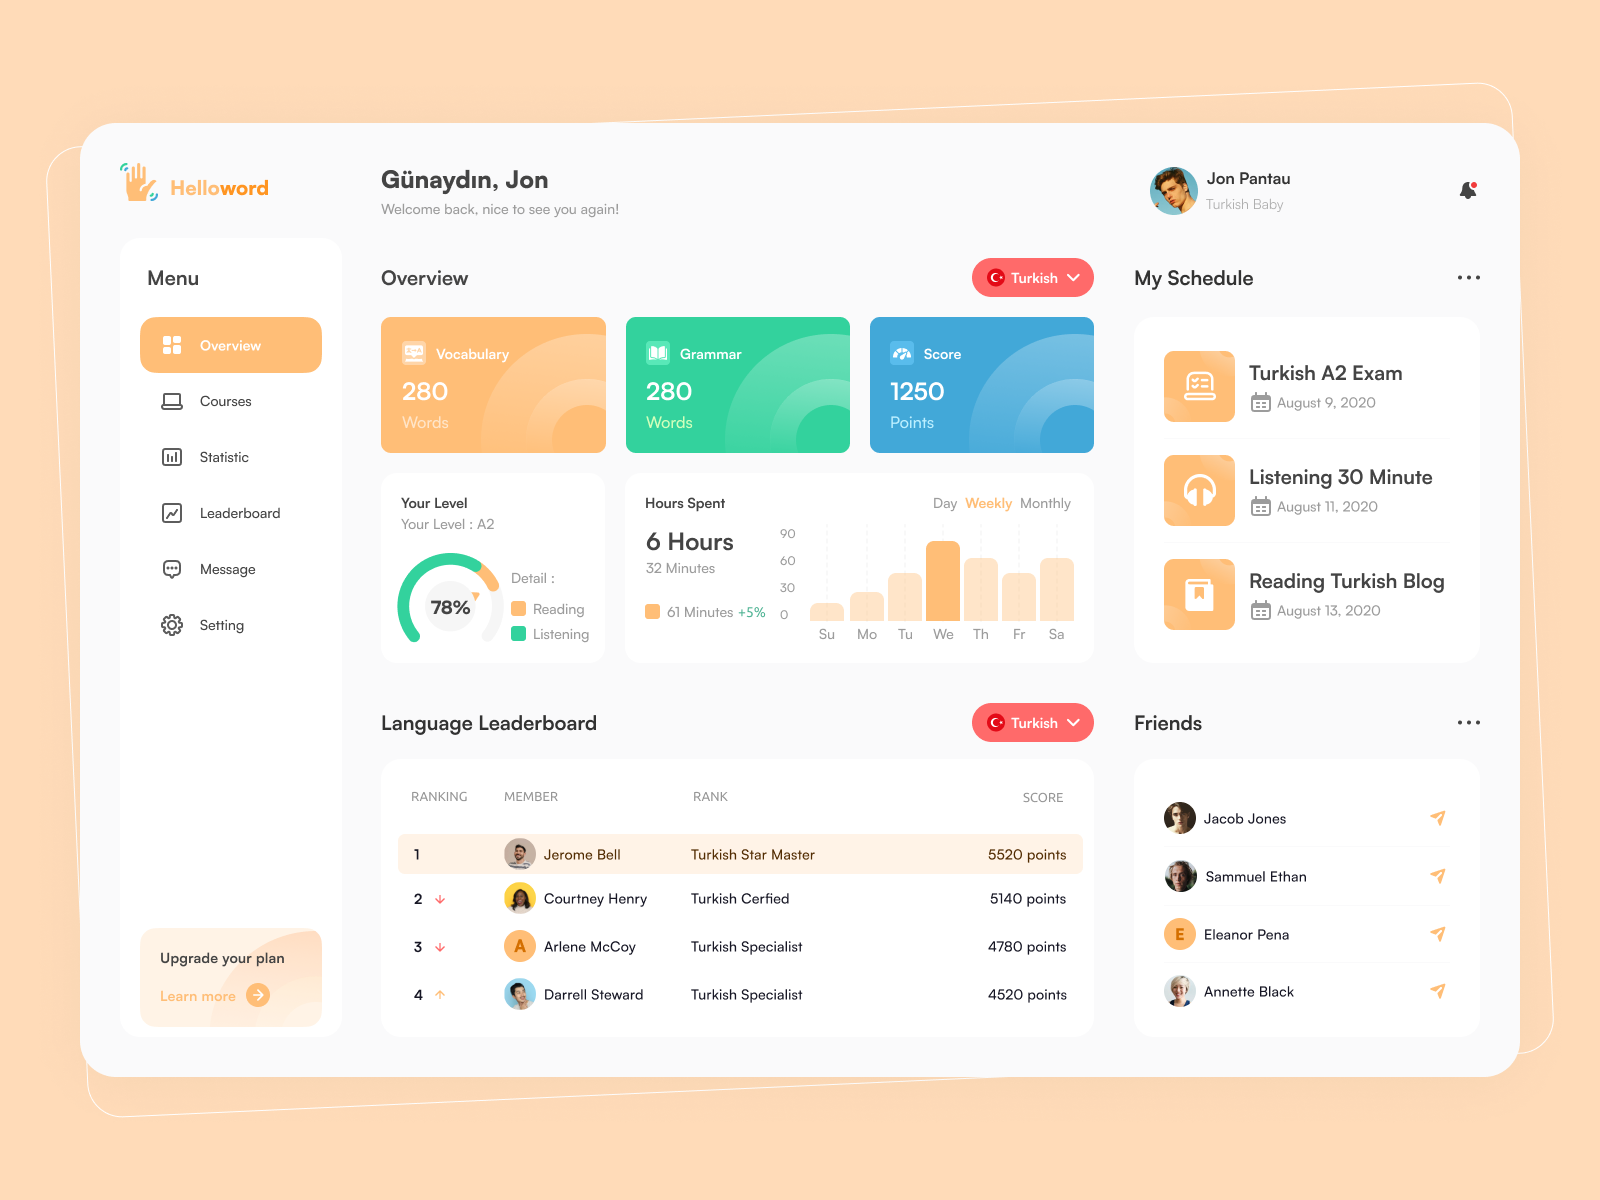 Helloword
Günaydın, Jon
Welcome back, nice to see you again!
Jon Pantau
Turkish Baby
Menu
Overview
Courses
Statistic
Leaderboard
Message
Setting
Upgrade your plan
Learn more
Overview
Turkish
Vocabulary
280
Words
Grammar
280
Words
Score
1250
Points
Your Level
Your Level : A2
78%
Detail :
Reading
Listening
Hours Spent
Day Weekly Monthly
6 Hours
32 Minutes
61 Minutes +5%
90
60
30
0
Su Mo Tu We Th Fr Sa
My Schedule
Turkish A2 Exam
August 9, 2020
Listening 30 Minute
August 11, 2020
Reading Turkish Blog
August 13, 2020
Language Leaderboard
Turkish
RANKING MEMBER RANK SCORE
1 Jerome Bell Turkish Star Master 5520 points
2 Courtney Henry Turkish Cerfied 5140 points
3 A Arlene McCoy Turkish Specialist 4780 points
4 Darrell Steward Turkish Specialist 4520 points
Friends
Jacob Jones
Sammuel Ethan
E Eleanor Pena
Annette Black